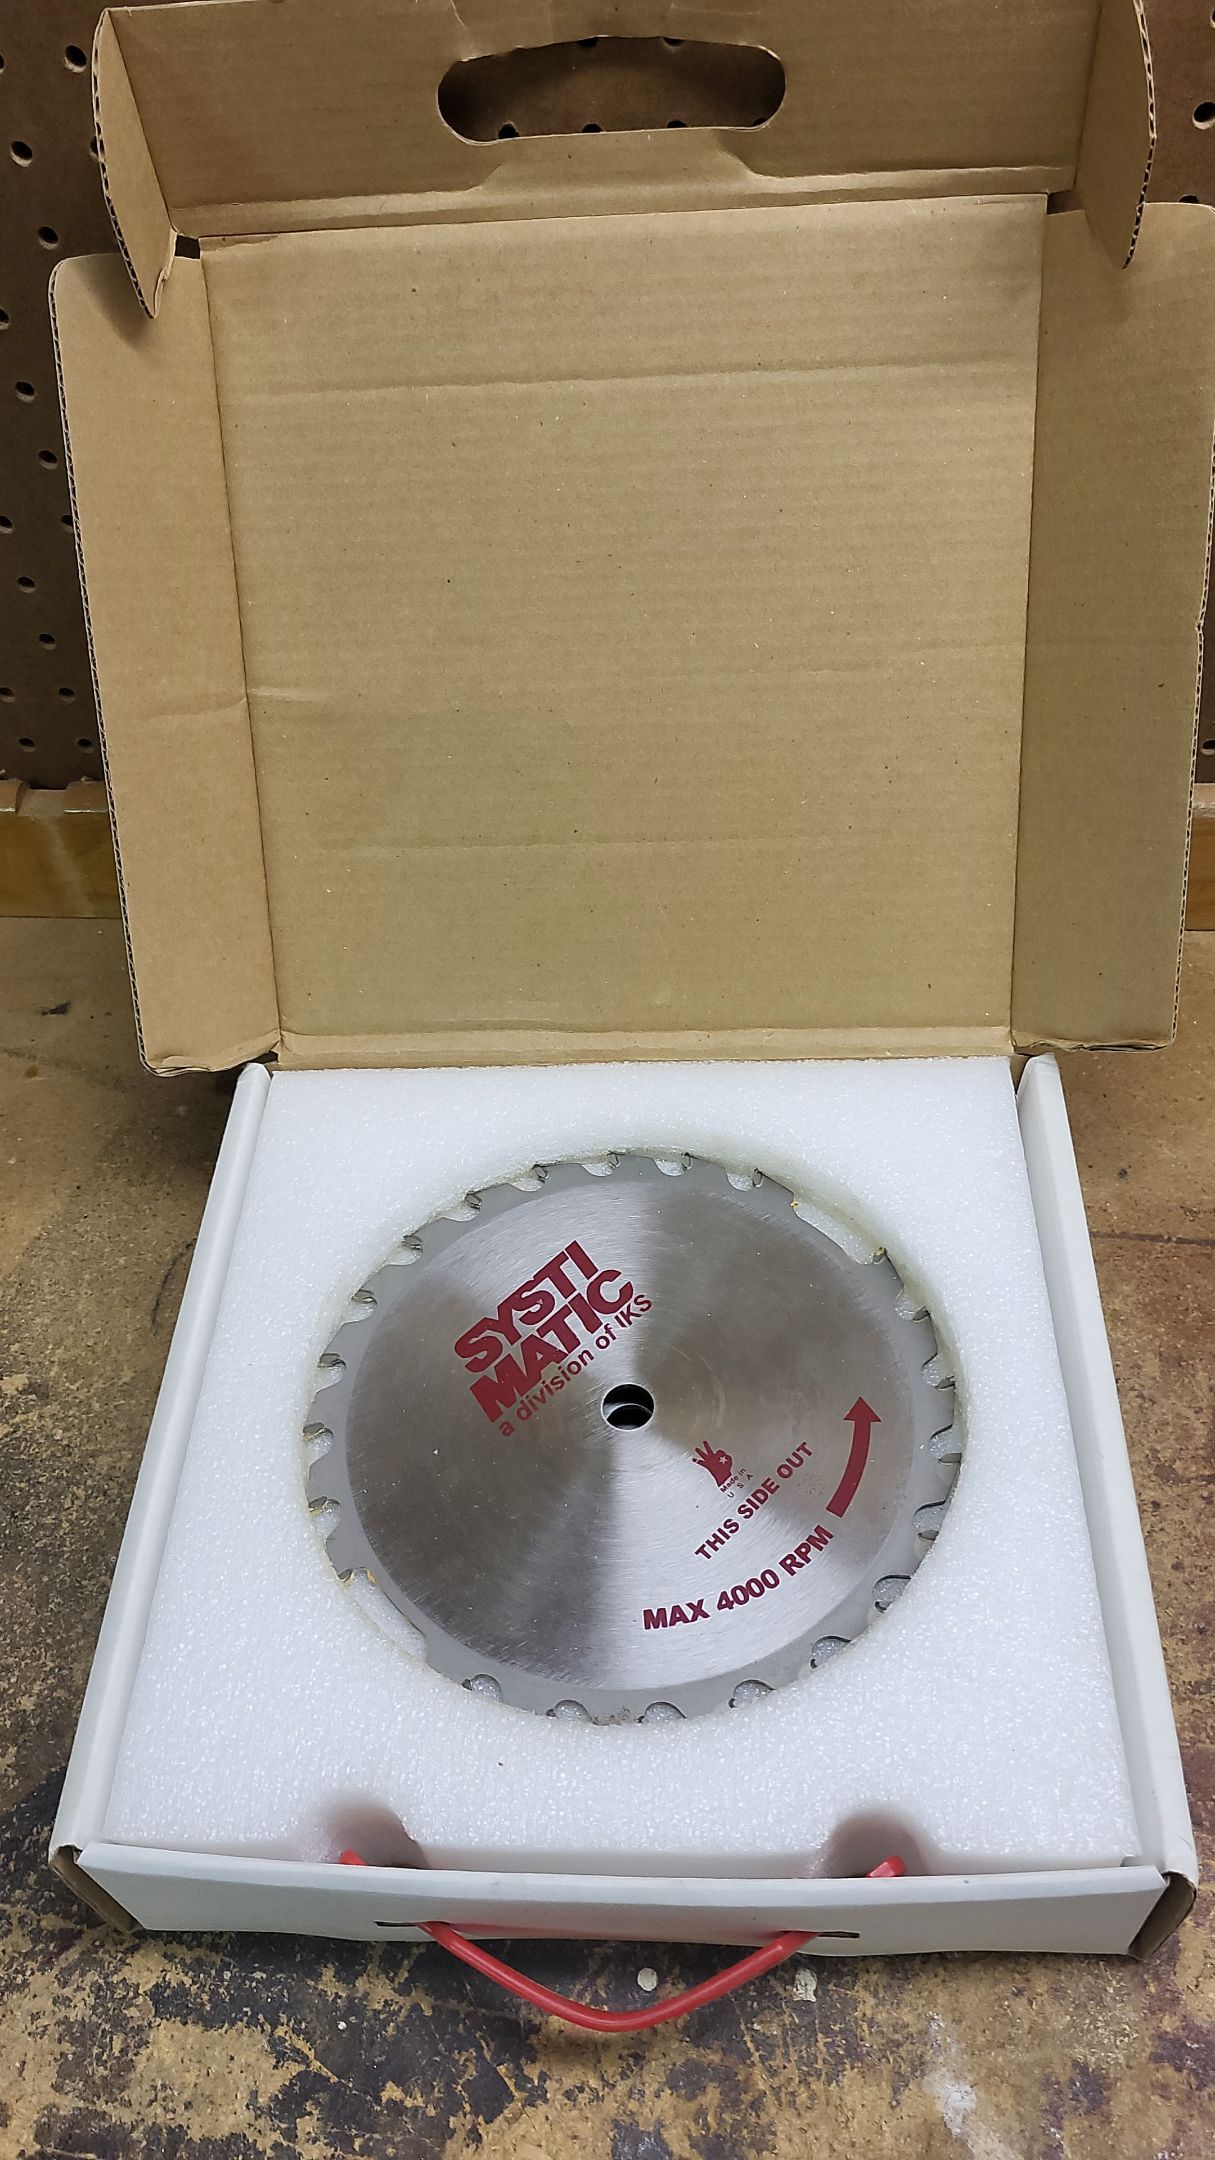 SYSTI
MATIC
a division of IKS
Made in
U S A
THIS SIDE OUT
MAX 4000 RPM